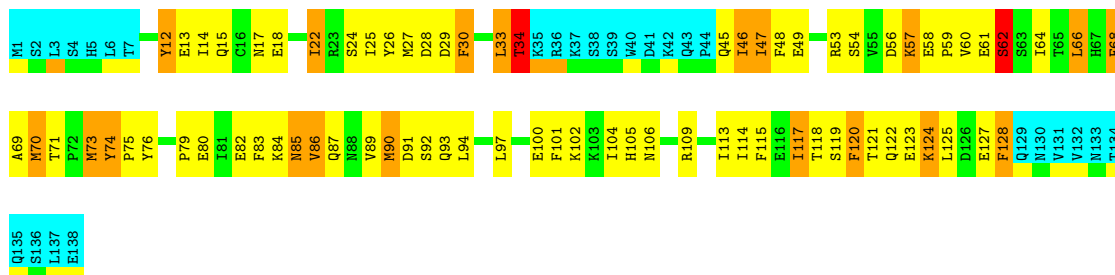 M1 S2 L3 S4 H5 L6 T7 Y12 E13 I14 Q15 C16 N17 E18 I22 R23 S24 I25 Y26 M27 D28 D29 F30 L33 T34 K35 R36 K37 S38 S39 W40 D41 K42 Q43 P44 Q45 I46 I47 F48 E49 R53 S54 V55 D56 K57 E58 P59 V60 E61 S62 S63 I64 T65 L66 H67 E68
A69 M70 T71 P72 M73 Y74 P75 Y76 P79 E80 I81 E82 F83 K84 N85 V86 Q87 N88 V89 M90 D91 S92 Q93 L94 L97 E100 F101 K102 K103 I104 H105 N106 R109 I113 I114 F115 E116 I117 T118 S119 F120 T121 Q122 E123 K124 L125 D126 E127 F128 Q129 N130 V131 V132 N133 T134
Q135 S136 L137 E138